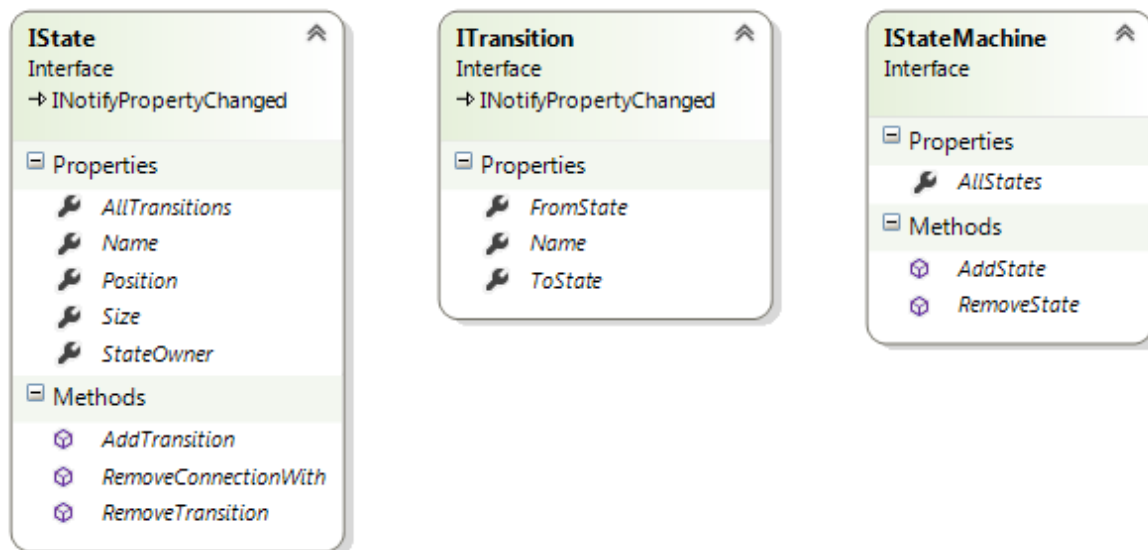 IState
Interface
INotifyPropertyChanged
Properties
AllTransitions
Name
Position
Size
StateOwner
Methods
AddTransition
RemoveConnectionWith
RemoveTransition
ITransition
Interface
INotifyPropertyChanged
Properties
FromState
Name
ToState
IStateMachine
Interface
Properties
AllStates
Methods
AddState
RemoveState